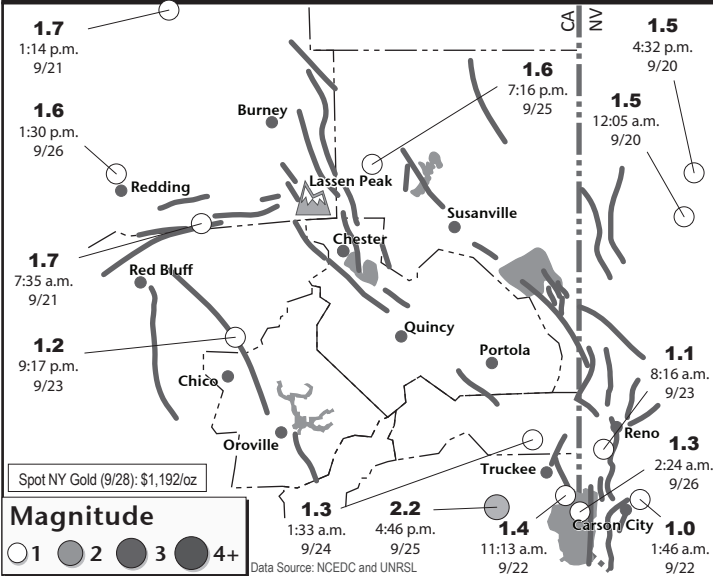 1.7
1:14 p.m.
9/21
CA
NV
1.5
4:32 p.m.
9/20
1.6
7:16 p.m.
9/25
1.5
12:05 a.m.
9/20
Burney
1.6
1:30 p.m.
9/26
Redding
Lassen Peak
Susanville
Chester
1.7
7:35 a.m.
9/21
Red Bluff
Quincy
1.2
9:17 p.m.
9/23
Portola
Chico
1.1
8:16 a.m.
9/23
Oroville
Reno
1.3
2:24 a.m.
9/26
Truckee
Spot NY Gold (9/28): $1,192/oz
Magnitude
1 2 3 4+
1.3
1:33 a.m.
9/24
2.2
4:46 p.m.
9/25
1.4
11:13 a.m.
9/22
Carson City
1.0
1:46 a.m.
9/22
Data Source: NCEDC and UNRSL